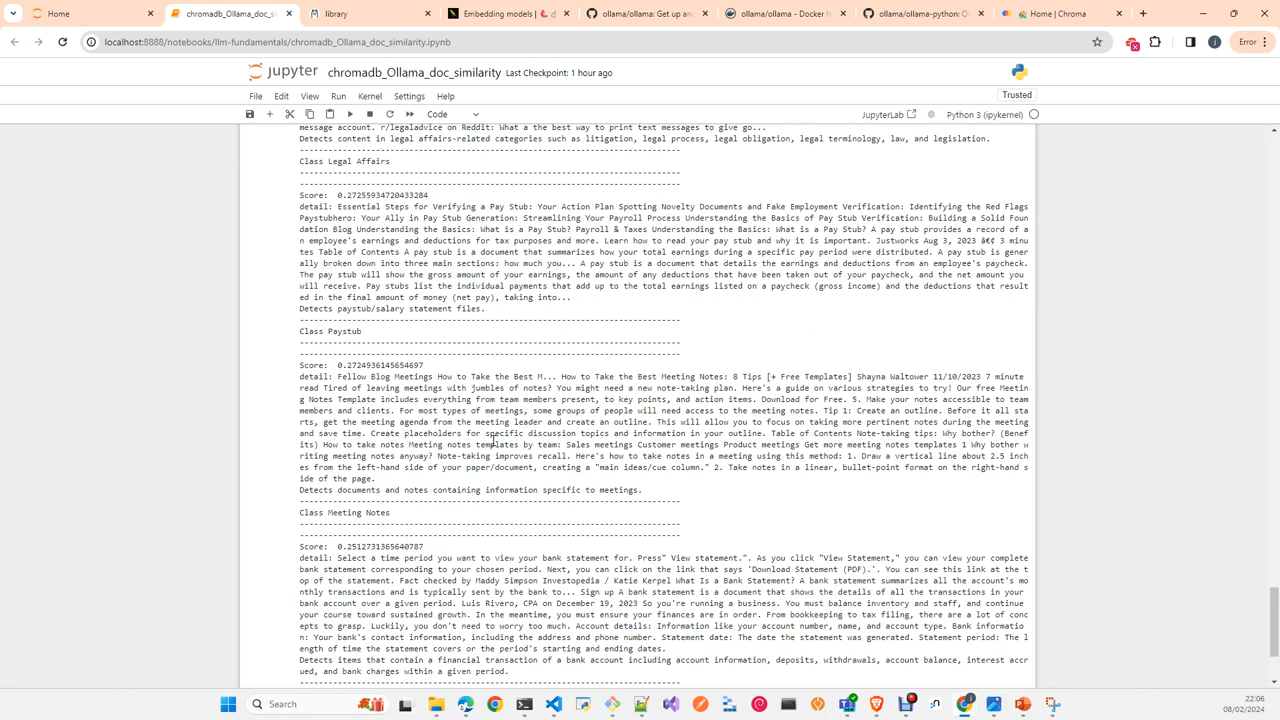 Home
chromadb_Ollama_doc_si
library
Embedding models |
ollama/ollama: Get up an
ollama/ollama - Docker I
ollama/ollama-python: O
Home | Chroma
localhost:8888/notebooks/llm-fundamentals/chromadb_Ollama_doc_similarity.ipynb
Error
jupyter chromadb_Ollama_doc_similarity Last Checkpoint: 1 hour ago
File Edit View Run Kernel Settings Help
Trusted
Code
JupyterLab
Python 3 (ipykernel)
message account. r/legaladvice on Reddit: What a the best way to print text messages to give go...
Detects content in legal affairs-related categories such as litigation, legal process, legal obligation, legal terminology, law, and legislation.
--------------------------------------------------------------------------------
Class Legal Affairs
--------------------------------------------------------------------------------
--------------------------------------------------------------------------------
Score: 0.27255934720433284
detail: Essential Steps for Verifying a Pay Stub: Your Action Plan Spotting Novelty Documents and Fake Employment Verification: Identifying the Red Flags
Paystubhero: Your Ally in Pay Stub Generation: Streamlining Your Payroll Process Understanding the Basics of Pay Stub Verification: Building a Solid Foun
dation Blog Understanding the Basics: What is a Pay Stub? Payroll & Taxes Understanding the Basics: What is a Pay Stub? A pay stub provides a record of a
n employee's earnings and deductions for tax purposes and more. Learn how to read your pay stub and why it is important. Justworks Aug 3, 2023 â€¢ 3 minu
tes Table of Contents A pay stub is a document that summarizes how your total earnings during a specific pay period were distributed. A pay stub is gener
ally broken down into three main sections: how much you... A pay stub is a document that details the earnings and deductions from an employee's paycheck.
The pay stub will show the gross amount of your earnings, the amount of any deductions that have been taken out of your paycheck, and the net amount you
will receive. Pay stubs list the individual payments that add up to the total earnings listed on a paycheck (gross income) and the deductions that result
ed in the final amount of money (net pay), taking into...
Detects paystub/salary statement files.
--------------------------------------------------------------------------------
Class Paystub
--------------------------------------------------------------------------------
--------------------------------------------------------------------------------
Score: 0.2724936145654697
detail: Fellow Blog Meetings How to Take the Best M... How to Take the Best Meeting Notes: 8 Tips [+ Free Templates] Shayna Waltower 11/10/2023 7 minute
read Tired of leaving meetings with jumbles of notes? You might need a new note-taking plan. Here's a guide on various strategies to try! Our free Meetin
g Notes Template includes everything from team members present, to key points, and action items. Download for Free. 5. Make your notes accessible to team
members and clients. For most types of meetings, some groups of people will need access to the meeting notes. Tip 1: Create an outline. Before it all sta
rts, get the meeting agenda from the meeting leader and create an outline. This will allow you to focus on taking more pertinent notes during the meeting
and save time. Create placeholders for specific discussion topics and information in your outline. Table of Contents Note-taking tips: Why bother? (Benef
its) How to take notes Meeting notes templates by team: Sales meetings Customer meetings Product meetings Get more meeting notes templates 1 Why bother w
riting meeting notes anyway? Note-taking improves recall. Here's how to take notes in a meeting using this method: 1. Draw a vertical line about 2.5 inch
es from the left-hand side of your paper/document, creating a "main ideas/cue column." 2. Take notes in a linear, bullet-point format on the right-hand s
ide of the page.
Detects documents and notes containing information specific to meetings.
--------------------------------------------------------------------------------
Class Meeting Notes
--------------------------------------------------------------------------------
--------------------------------------------------------------------------------
Score: 0.2512731365640787
detail: Select a time period you want to view your bank statement for. Press" View statement.". As you click "View Statement," you can view your complete
bank statement corresponding to your chosen period. Next, you can click on the link that says 'Download Statement (PDF).'. You can see this link at the t
op of the statement. Fact checked by Maddy Simpson Investopedia / Katie Kerpel What Is a Bank Statement? A bank statement summarizes all the account's mo
nthly transactions and is typically sent by the bank to... Sign up A bank statement is a document that shows the details of all the transactions in your
bank account over a given period. Luis Rivero, CPA on December 19, 2023 So you're running a business. You must balance inventory and staff, and continue
your course toward sustained growth. In the meantime, you must ensure your finances are in order. From bookkeeping to tax filing, there are a lot of conc
epts to grasp. Luckily, you don't need to worry too much. Account details: Information like your account number, name, and account type. Bank informatio
n: Your bank's contact information, including the address and phone number. Statement date: The date the statement was generated. Statement period: The l
ength of time the statement covers or the period's starting and ending dates.
Detects items that contain a financial transaction of a bank account including account information, deposits, withdrawals, account balance, interest accr
ued, and bank charges within a given period.
--------------------------------------------------------------------------------
Search
22:06
08/02/2024